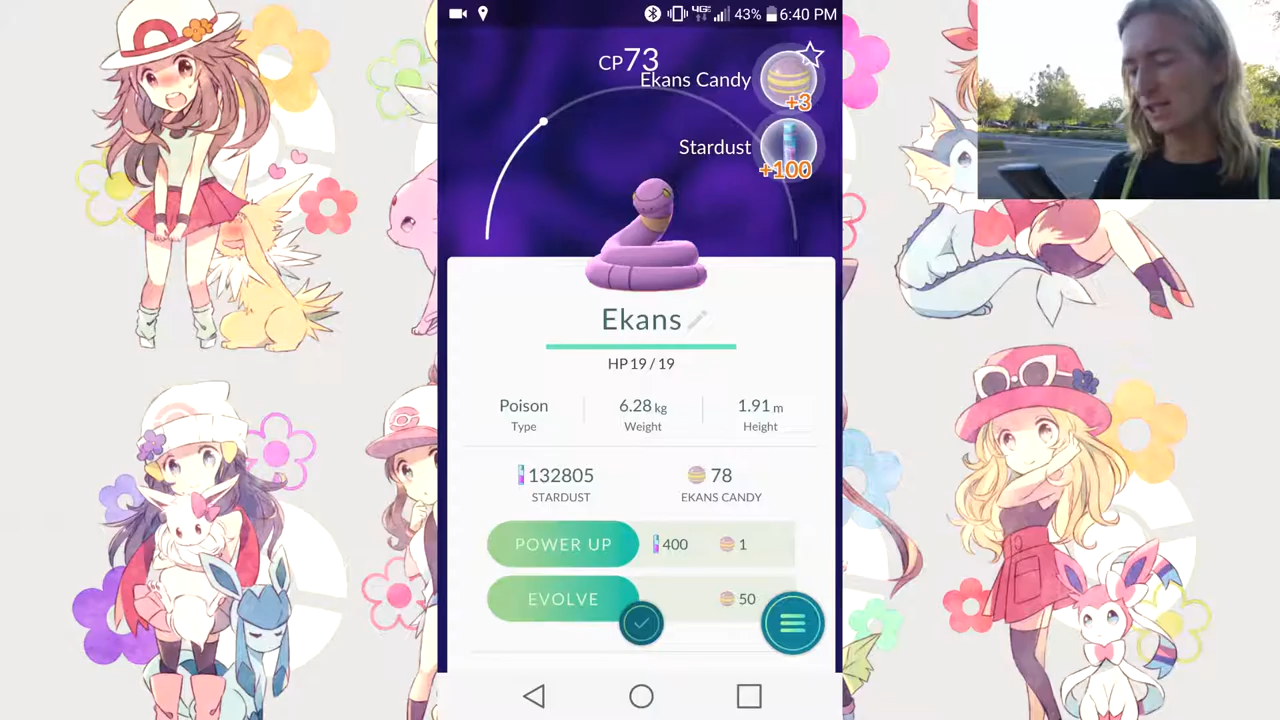 4GE 43% 6:40 PM
CP73
Ekans Candy
+3
Stardust
+100
Ekans
HP 19 / 19
Poison 6.28 kg 1.91 m
Type Weight Height
132805 78
STARDUST EKANS CANDY
POWER UP 400 1
EVOLVE 50